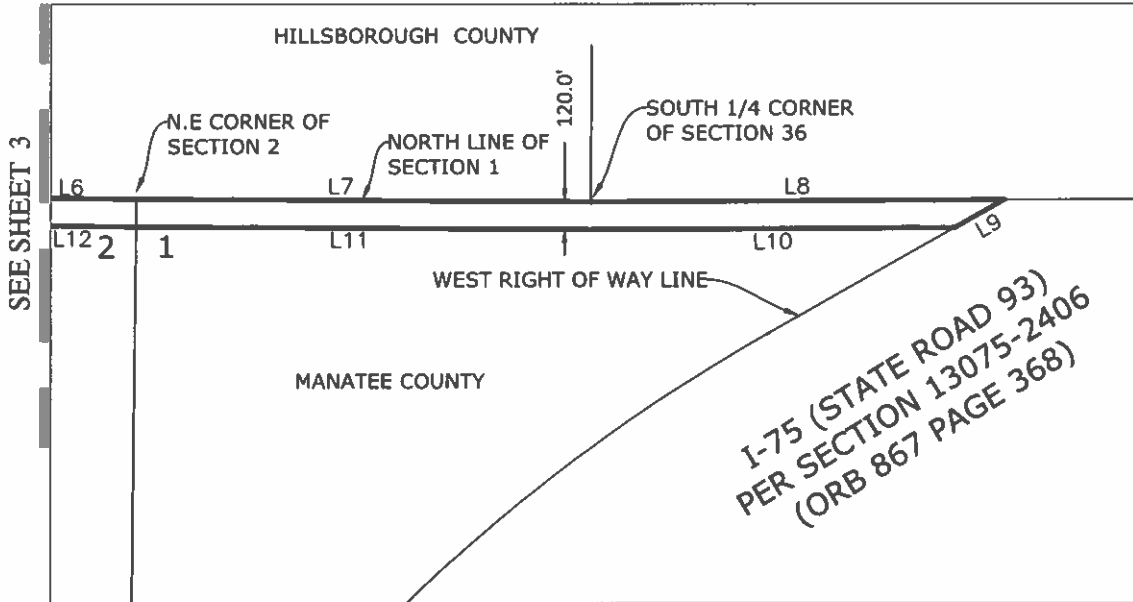 HILLSBOROUGH COUNTY
120.0'
N.E CORNER OF
SECTION 2
NORTH LINE OF
SECTION 1
SOUTH 1/4 CORNER
OF SECTION 36
SEE SHEET 3
L6
L7
L8
L9
L12
2
1
L11
L10
WEST RIGHT OF WAY LINE
MANATEE COUNTY
I-75 (STATE ROAD 93)
PER SECTION 13075-2406
(ORB 867 PAGE 368)